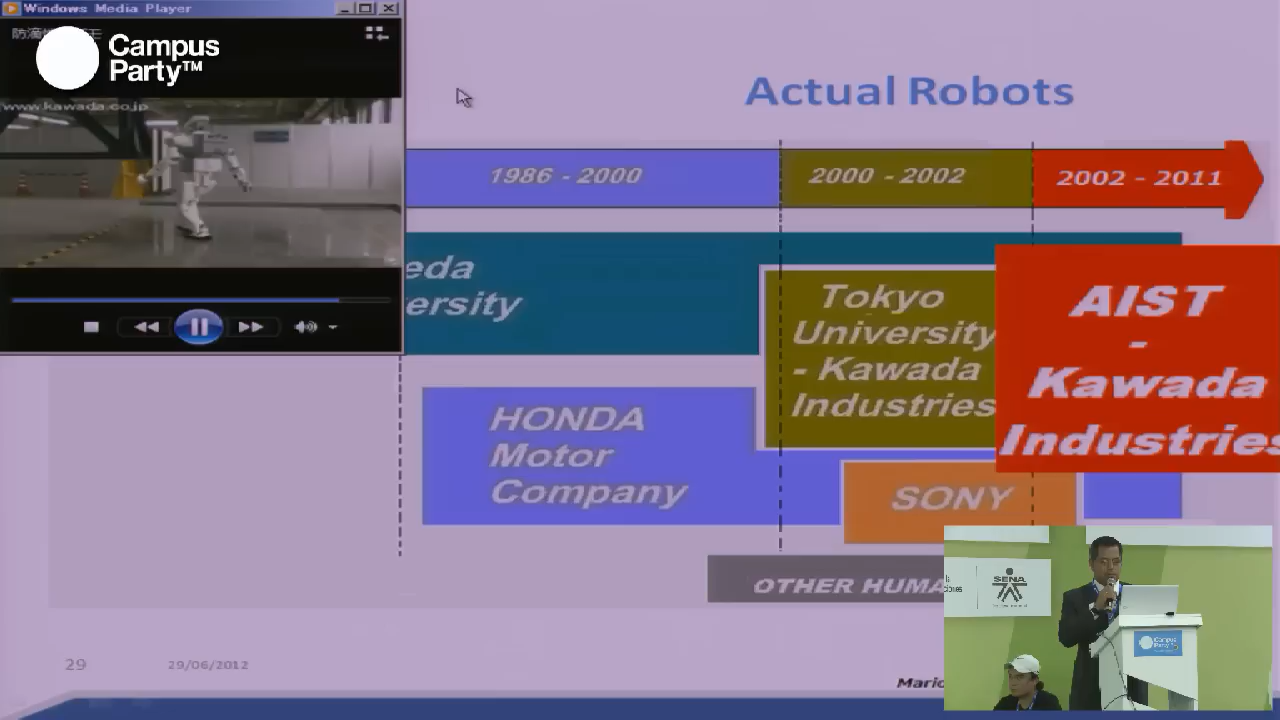 Windows Media Player
Campus
Party™
www.kawada.co.jp
Actual Robots
1986 - 2000
2000 - 2002
2002 - 2011
eda
ersity
Tokyo
University
- Kawada
Industries
AIST
-
Kawada
Industries
HONDA
Motor
Company
SONY
OTHER HUMA
SENA
Campus
Party
29
29/06/2012
Mario